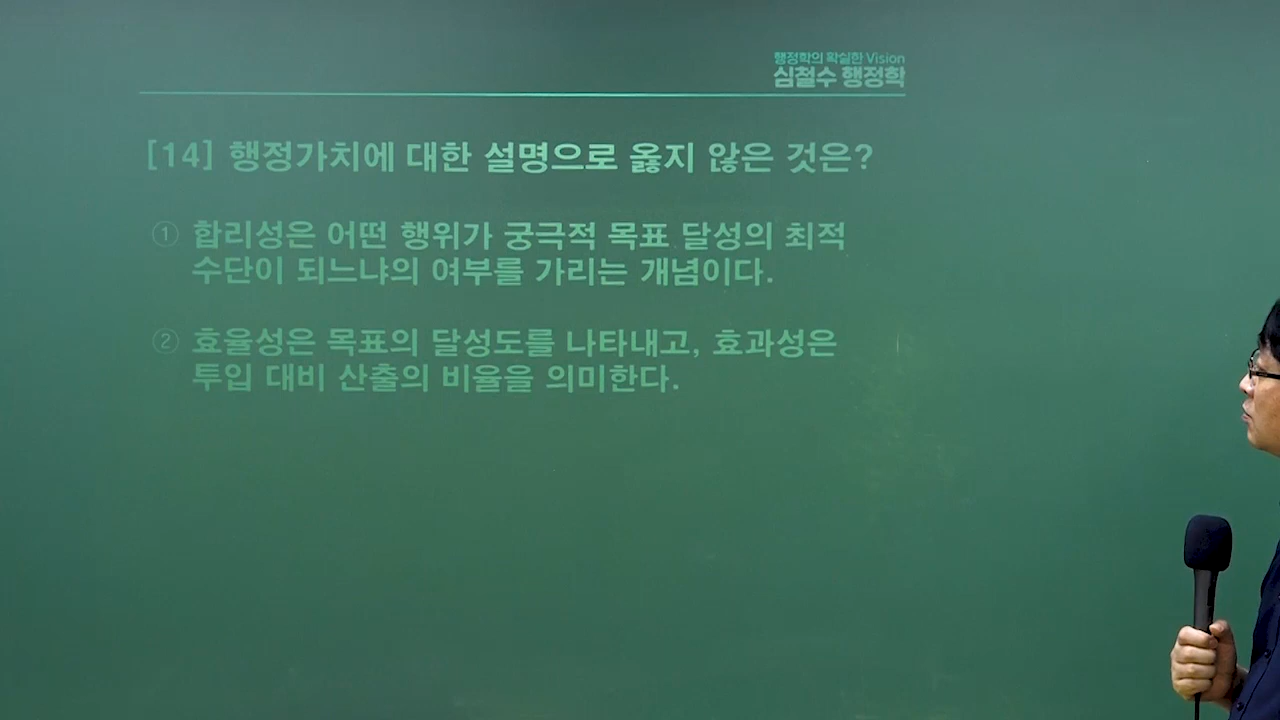 행정학의 확실한 Vision
심철수 행정학
[14] 행정가치에 대한 설명으로 옳지 않은 것은?
① 합리성은 어떤 행위가 궁극적 목표 달성의 최적
수단이 되느냐의 여부를 가리는 개념이다.
② 효율성은 목표의 달성도를 나타내고, 효과성은
투입 대비 산출의 비율을 의미한다.